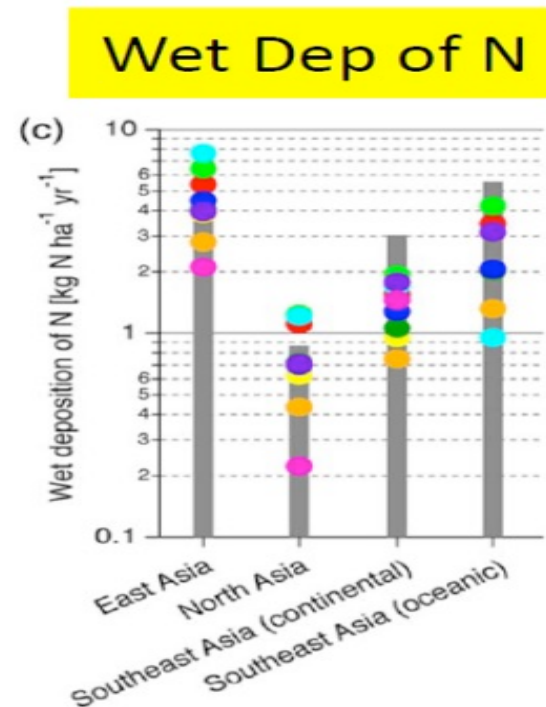 Wet Dep of N
(c)
Wet deposition of N [kg N ha⁻¹ yr⁻¹]
10
6
5
4
3
2
1
6
5
4
3
2
0.1
East Asia
North Asia
Southeast Asia (continental)
Southeast Asia (oceanic)